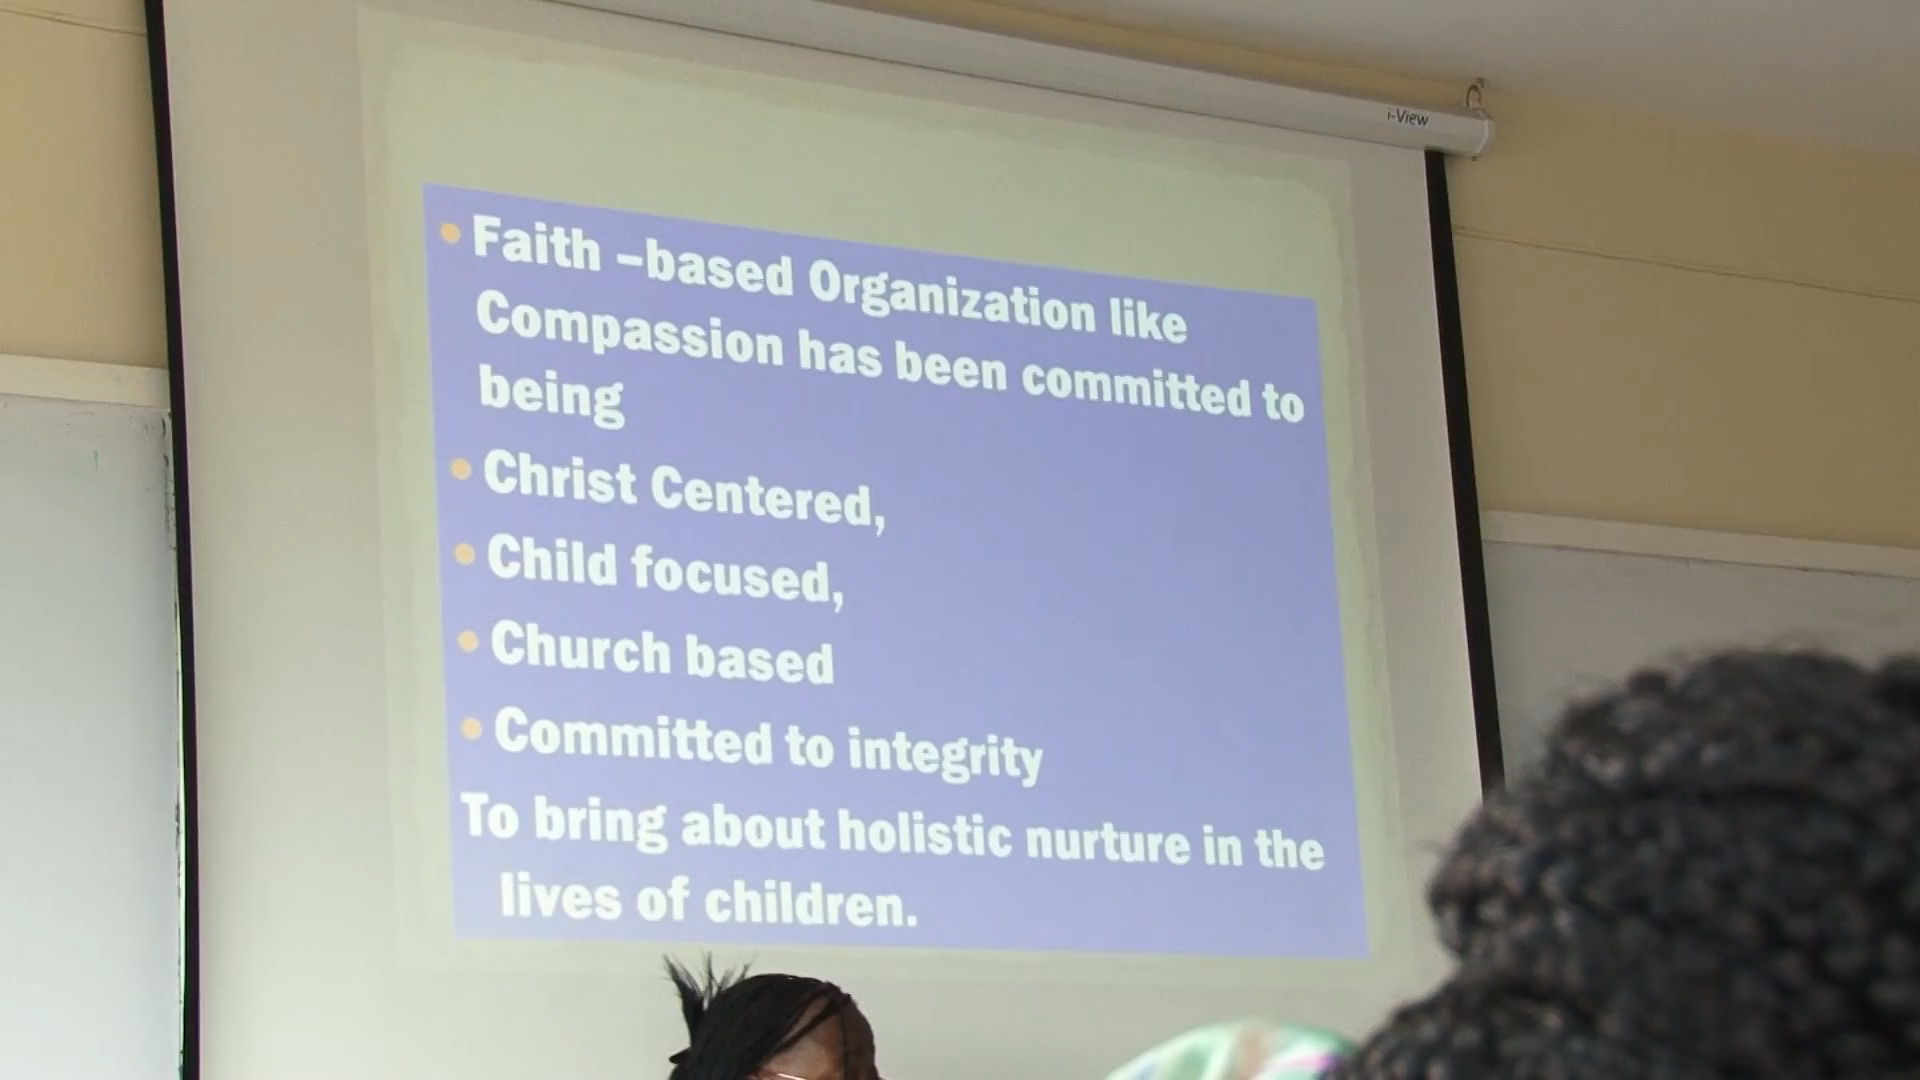 i-View
• Faith –based Organization like
Compassion has been committed to
being
• Christ Centered,
• Child focused,
• Church based
• Committed to integrity
To bring about holistic nurture in the
lives of children.